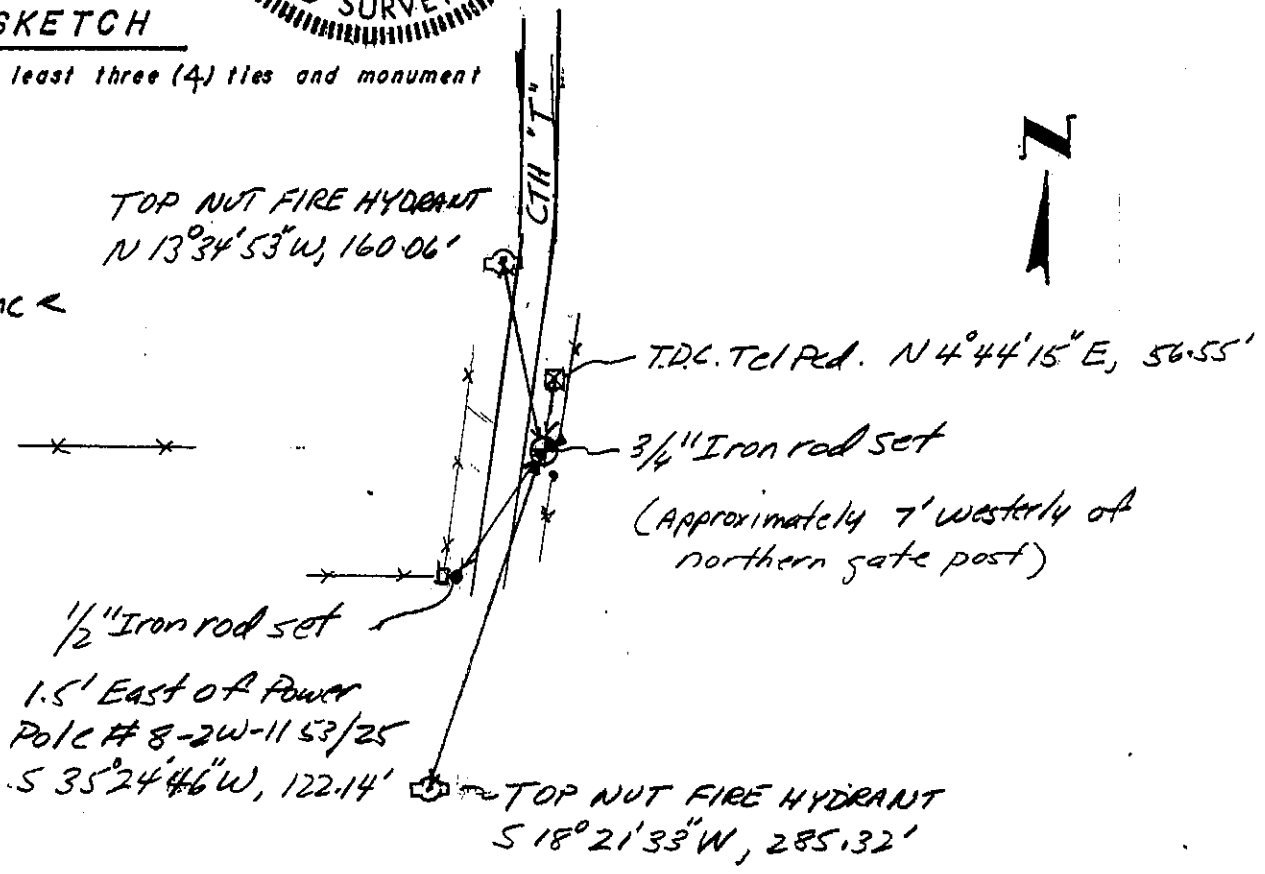 SURVEY
SKETCH
least three (4) ties and monument
CTH "T"
N
TOP NUT FIRE HYDRANT
N 13°34'53"W, 160.06'
T.D.C. Tel Ped. N 4°44'15"E, 56.55'
3/4" Iron rod set
(Approximately 7' westerly of
northern gate post)
1/2" Iron rod set
1.5' East of Power
Pole # 8-2W-11 53/25
S 35°24'46"W, 122.14'
TOP NUT FIRE HYDRANT
S 18°21'33"W, 285.32'